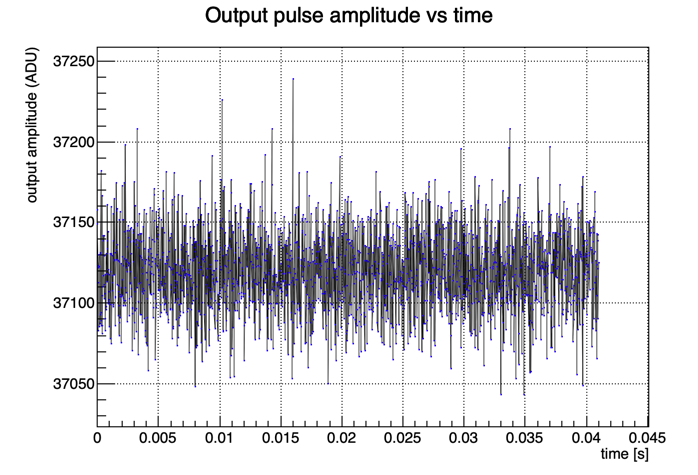 Output pulse amplitude vs time
output amplitude (ADU)
37250
37200
37150
37100
37050
0 0.005 0.01 0.015 0.02 0.025 0.03 0.035 0.04 0.045
time [s]